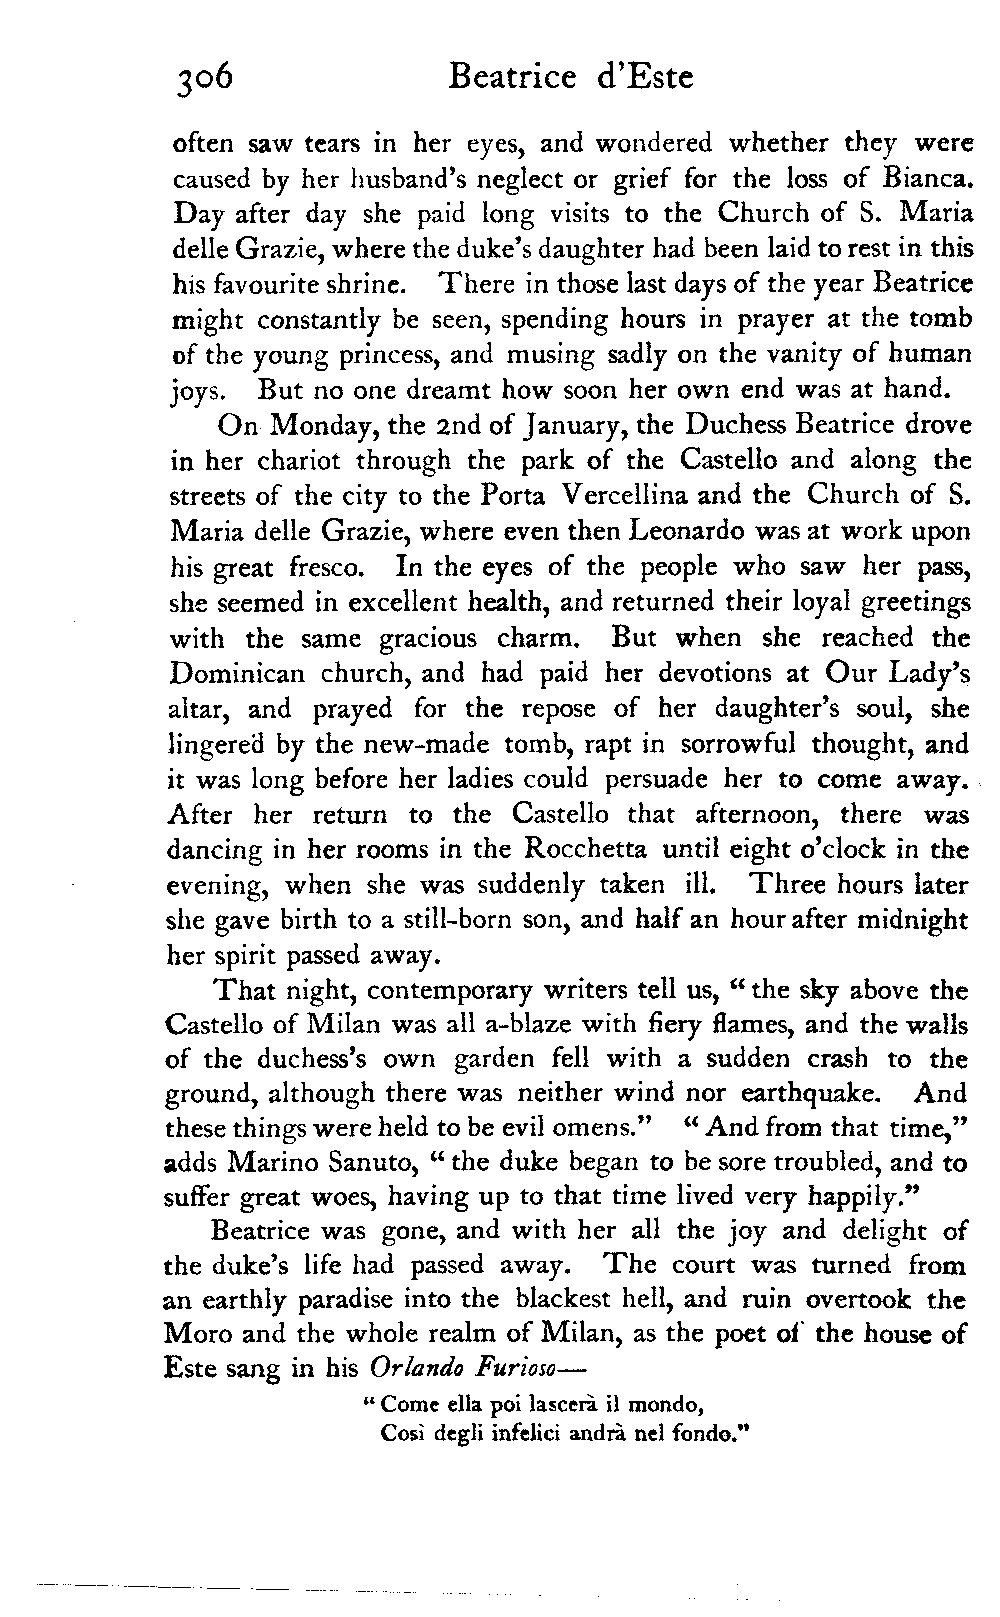 306 Beatrice d'Este
often saw tears in her eyes, and wondered whether they were
caused by her husband's neglect or grief for the loss of Bianca.
Day after day she paid long visits to the Church of S. Maria
delle Grazie, where the duke's daughter had been laid to rest in this
his favourite shrine. There in those last days of the year Beatrice
might constantly be seen, spending hours in prayer at the tomb
of the young princess, and musing sadly on the vanity of human
joys. But no one dreamt how soon her own end was at hand.
On Monday, the 2nd of January, the Duchess Beatrice drove
in her chariot through the park of the Castello and along the
streets of the city to the Porta Vercellina and the Church of S.
Maria delle Grazie, where even then Leonardo was at work upon
his great fresco. In the eyes of the people who saw her pass,
she seemed in excellent health, and returned their loyal greetings
with the same gracious charm. But when she reached the
Dominican church, and had paid her devotions at Our Lady's
altar, and prayed for the repose of her daughter's soul, she
lingered by the new-made tomb, rapt in sorrowful thought, and
it was long before her ladies could persuade her to come away.
After her return to the Castello that afternoon, there was
dancing in her rooms in the Rocchetta until eight o'clock in the
evening, when she was suddenly taken ill. Three hours later
she gave birth to a still-born son, and half an hour after midnight
her spirit passed away.
That night, contemporary writers tell us, "the sky above the
Castello of Milan was all a-blaze with fiery flames, and the walls
of the duchess's own garden fell with a sudden crash to the
ground, although there was neither wind nor earthquake. And
these things were held to be evil omens." "And from that time,"
adds Marino Sanuto, "the duke began to be sore troubled, and to
suffer great woes, having up to that time lived very happily."
Beatrice was gone, and with her all the joy and delight of
the duke's life had passed away. The court was turned from
an earthly paradise into the blackest hell, and ruin overtook the
Moro and the whole realm of Milan, as the poet of the house of
Este sang in his Orlando Furioso—
"Come ella poi lascerà il mondo,
Così degli infelici andrà nel fondo."